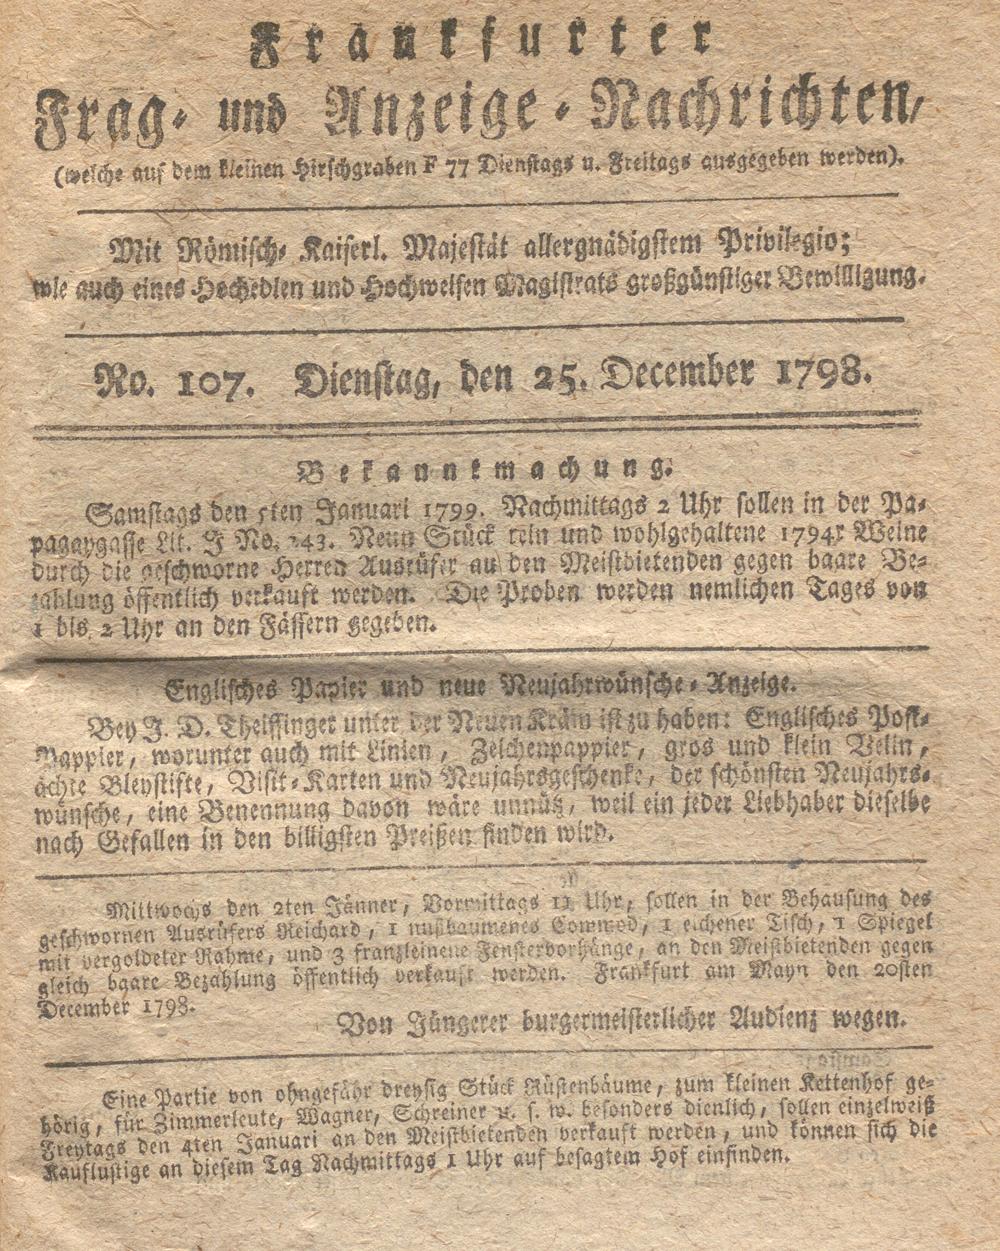 Frankfurter
Frag- und Anzeige-Nachrichten,
(welche auf dem kleinen Hirschgraben F 77 Dienstags u. Freitags ausgegeben werden).
Mit Römisch-Kaiserl. Majestät allergnädigstem Privilegio;
wie auch eines Hochedlen und Hochweisen Magistrats großgünstiger Bewilligung.
No. 107. Dienstag, den 25. December 1798.
Bekanntmachung.
Samstags den 5ten Januari 1799. Nachmittags 2 Uhr sollen in der Pa-
pagaygasse Lit. J No. 243. Neun Stück rein und wohlgehaltene 1794r Weine
durch die geschworne Herren Ausrüfer an den Meistbietenden gegen baare Be-
zahlung öffentlich verkauft werden. Die Proben werden nemlichen Tages von
1 bis 2 Uhr an den Fässern gegeben.
Englisches Papier und neue Neujahrwünsche-Anzeige.
Bey J. D. Theissinger unter der Neuen Kräm ist zu haben: Englisches Post-
Pappier, worunter auch mit Linien, Zeichenpappier, gros und klein Velin,
ächte Bleystifte, Visit-Karten und Neujahrsgeschenke, der schönsten Neujahrs-
wünsche, eine Benennung davon wäre unnütz, weil ein jeder Liebhaber dieselbe
nach Gefallen in den billigsten Preißen finden wird.
Mittwochs den 2ten Jänner, Vormittags 11 Uhr, sollen in der Behausung des
geschwornen Ausrüfers Reichard, 1 nußbaumenes Commod, 1 eichener Tisch, 1 Spiegel
mit vergoldeter Rahme, und 3 franzleinene Fenstervorhänge, an den Meistbietenden gegen
gleich baare Bezahlung öffentlich verkauft werden. Frankfurt am Mayn den 20sten
December 1798.
Von Jüngerer burgermeisterlicher Audienz wegen.
Eine Partie von ohngefähr dreysig Stück Rüstenbäume, zum kleinen Kettenhof ge-
hörig, für Zimmerleute, Wagner, Schreiner u. s. w. besonders dienlich, sollen einzelweiß
Freytags den 4ten Januari an den Meistbietenden verkauft werden, und können sich die
Kauflustige an diesem Tag Nachmittags 1 Uhr auf besagtem Hof einfinden.